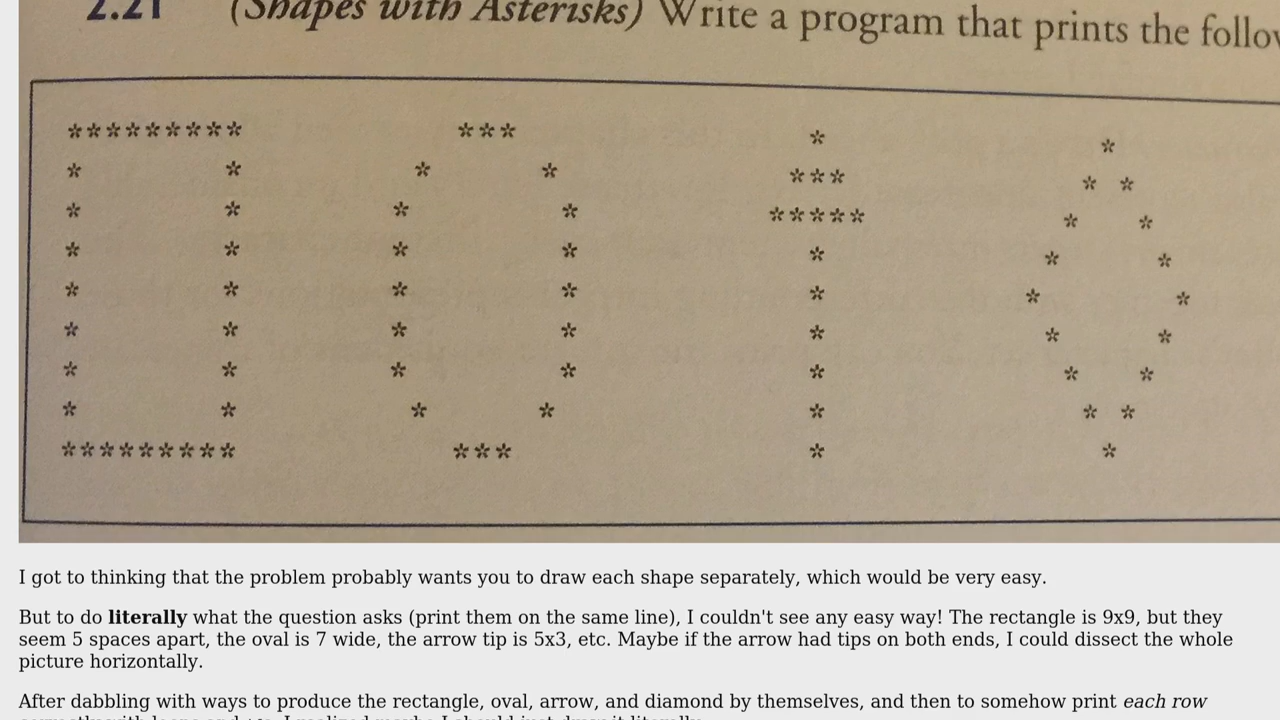 2.21 (Shapes with Asterisks) Write a program that prints the
*********          ***                *               *
*       *        *     *             ***             * *
*       *       *       *           *****           *   *
*       *       *       *             *            *     *
*       *       *       *             *           *       *
*       *       *       *             *            *     *
*       *       *       *             *             *   *
*       *        *     *              *              * *
*********          ***                *               *
I got to thinking that the problem probably wants you to draw each shape separately, which would be very easy.
But to do literally what the question asks (print them on the same line), I couldn't see any easy way! The rectangle is 9x9, but they
seem 5 spaces apart, the oval is 7 wide, the arrow tip is 5x3, etc. Maybe if the arrow had tips on both ends, I could dissect the whole
picture horizontally.
After dabbling with ways to produce the rectangle, oval, arrow, and diamond by themselves, and then to somehow print each row